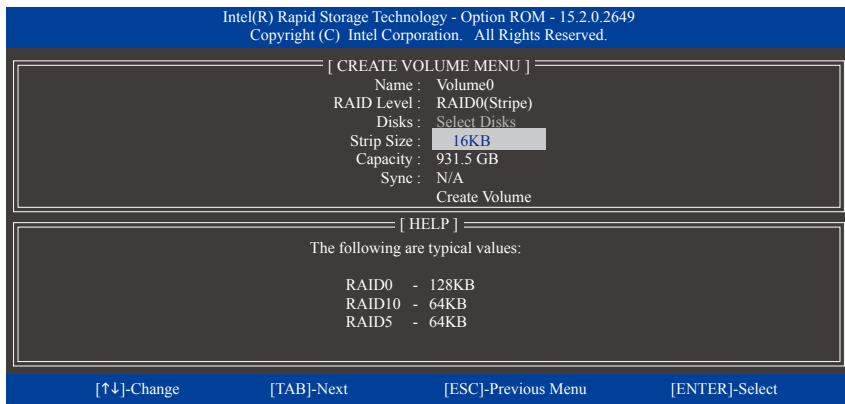 Intel(R) Rapid Storage Technology - Option ROM - 15.2.0.2649
Copyright (C) Intel Corporation. All Rights Reserved.
[ CREATE VOLUME MENU ]
Name : Volume0
RAID Level : RAID0(Stripe)
Disks : Select Disks
Strip Size : 16KB
Capacity : 931.5 GB
Sync : N/A
Create Volume
[ HELP ]
The following are typical values:
RAID0 - 128KB
RAID10 - 64KB
RAID5 - 64KB
[↑↓]-Change [TAB]-Next [ESC]-Previous Menu [ENTER]-Select